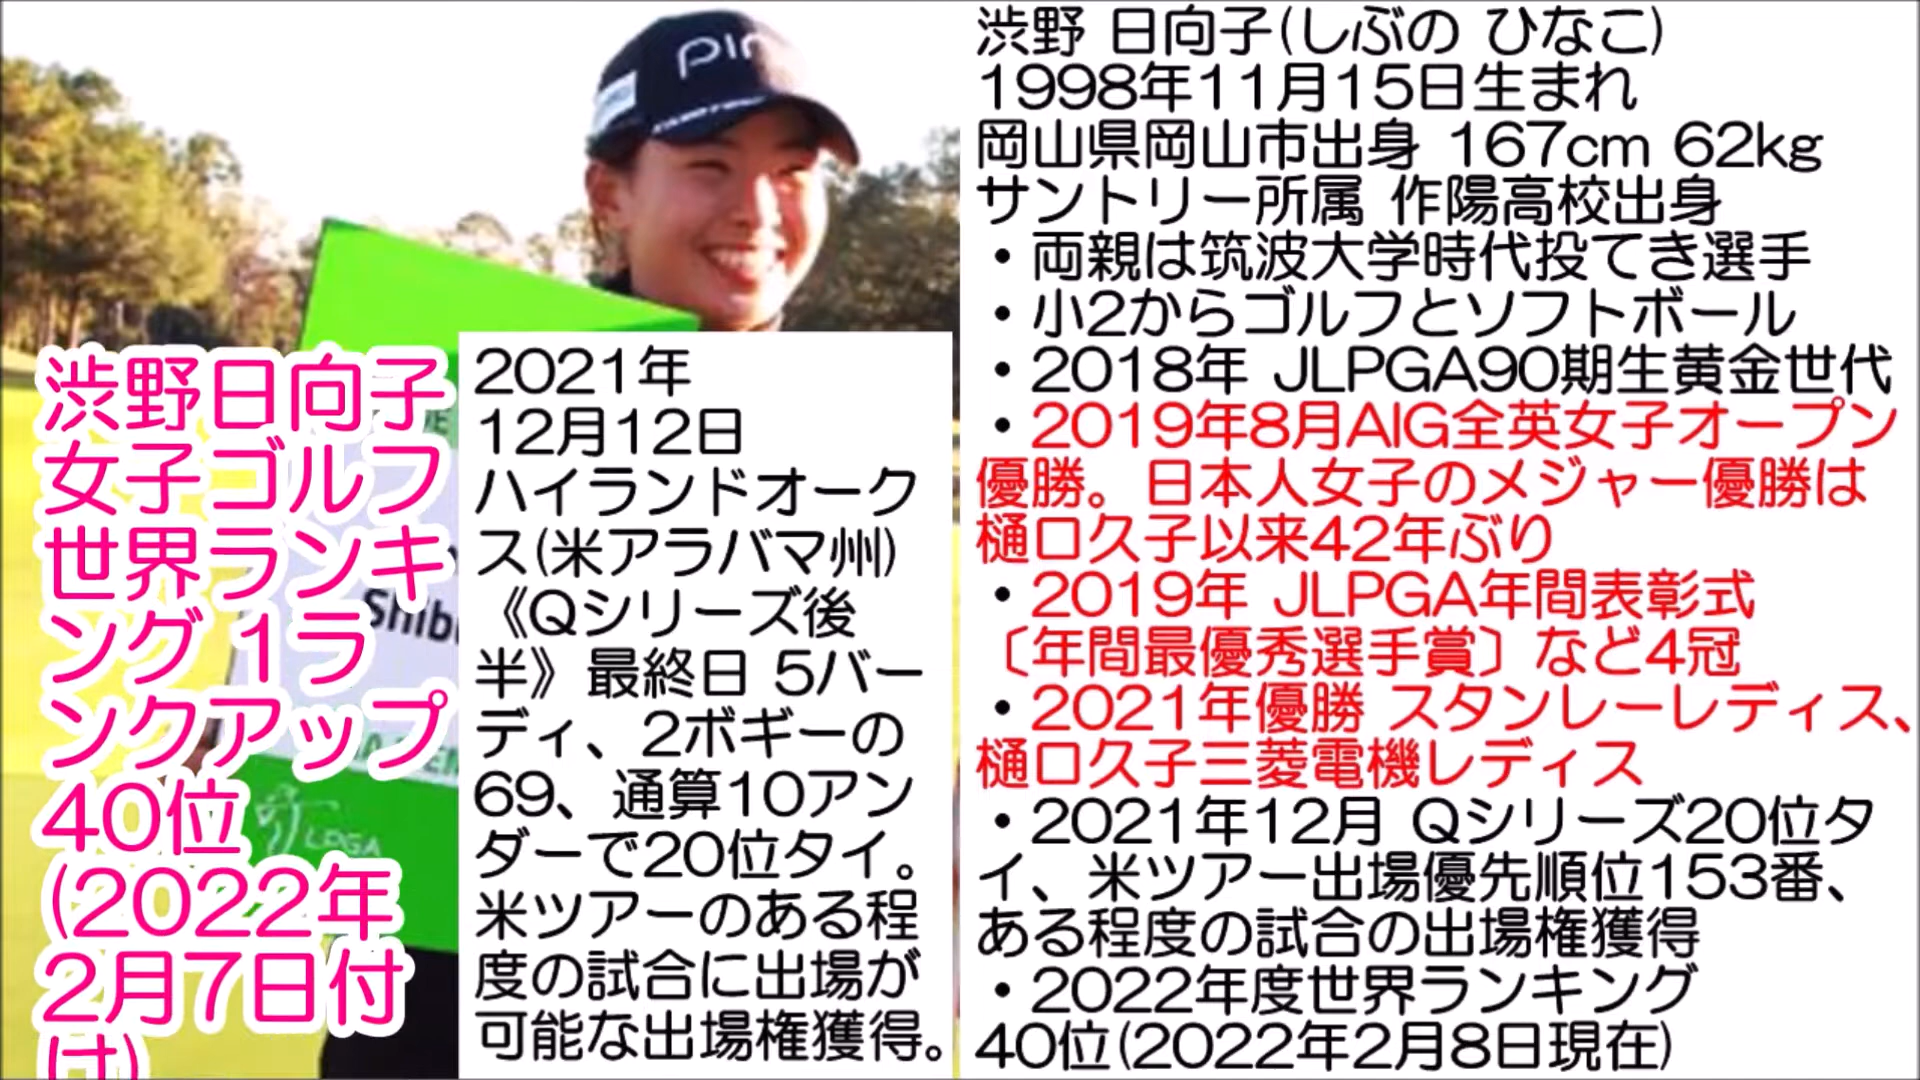 渋野日向子
女子ゴルフ
世界ランキ
ング 1ラ
ンクアップ
40位
(2022年
2月7日付
け)
2021年
12月12日
ハイランドオーク
ス(米アラバマ州)
《Qシリーズ後
半》最終日 5バー
ディ、2ボギーの
69、通算10アン
ダーで20位タイ。
米ツアーのある程
度の試合に出場が
可能な出場権獲得。
渋野 日向子(しぶの ひなこ)
1998年11月15日生まれ
岡山県岡山市出身 167cm 62kg
サントリー所属 作陽高校出身
・両親は筑波大学時代投てき選手
・小2からゴルフとソフトボール
・2018年 JLPGA90期生黄金世代
・2019年8月AIG全英女子オープン
優勝。日本人女子のメジャー優勝は
樋口久子以来42年ぶり
・2019年 JLPGA年間表彰式
〔年間最優秀選手賞〕など4冠
・2021年優勝 スタンレーレディス、
樋口久子三菱電機レディス
・2021年12月 Qシリーズ20位タ
イ、米ツアー出場優先順位153番、
ある程度の試合の出場権獲得
・2022年度世界ランキング
40位(2022年2月8日現在)
LPGA